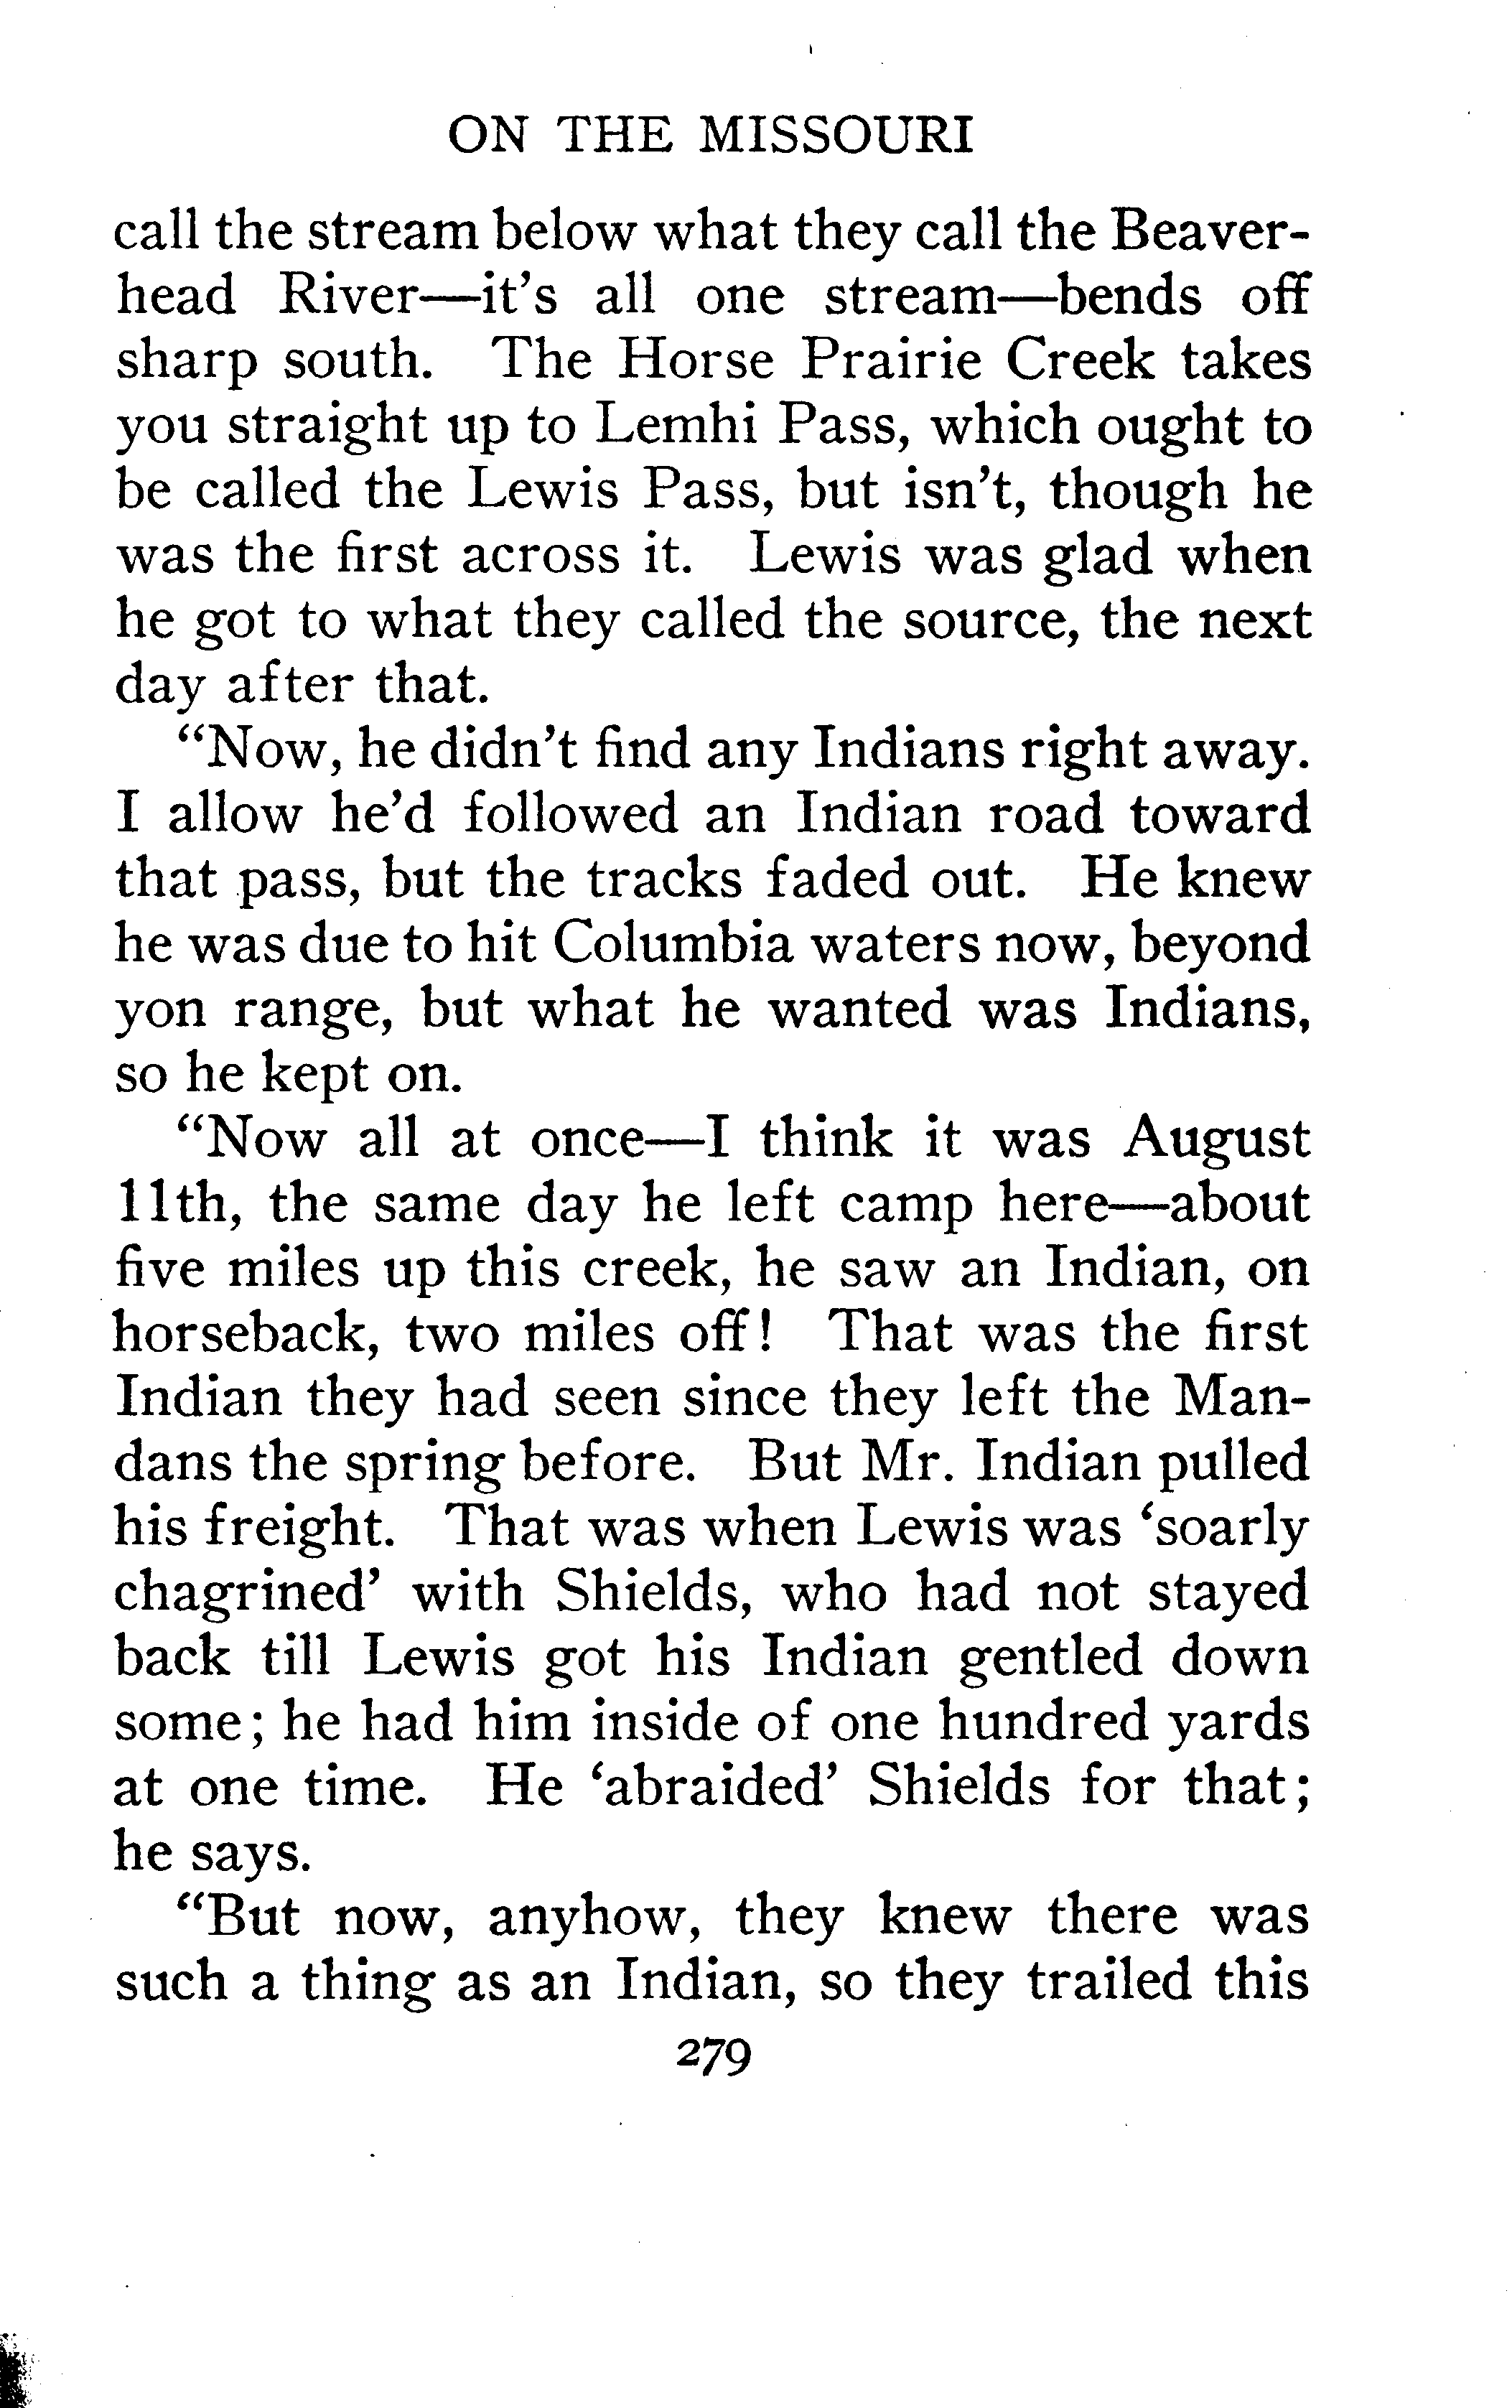 ON THE MISSOURI
call the stream below what they call the Beaver-
head River—it's all one stream—bends off
sharp south. The Horse Prairie Creek takes
you straight up to Lemhi Pass, which ought to
be called the Lewis Pass, but isn't, though he
was the first across it. Lewis was glad when
he got to what they called the source, the next
day after that.
“Now, he didn't find any Indians right away.
I allow he'd followed an Indian road toward
that pass, but the tracks faded out. He knew
he was due to hit Columbia waters now, beyond
yon range, but what he wanted was Indians,
so he kept on.
“Now all at once—I think it was August
11th, the same day he left camp here—about
five miles up this creek, he saw an Indian, on
horseback, two miles off! That was the first
Indian they had seen since they left the Man-
dans the spring before. But Mr. Indian pulled
his freight. That was when Lewis was ‘soarly
chagrined’ with Shields, who had not stayed
back till Lewis got his Indian gentled down
some; he had him inside of one hundred yards
at one time. He ‘abraided’ Shields for that;
he says.
“But now, anyhow, they knew there was
such a thing as an Indian, so they trailed this
279